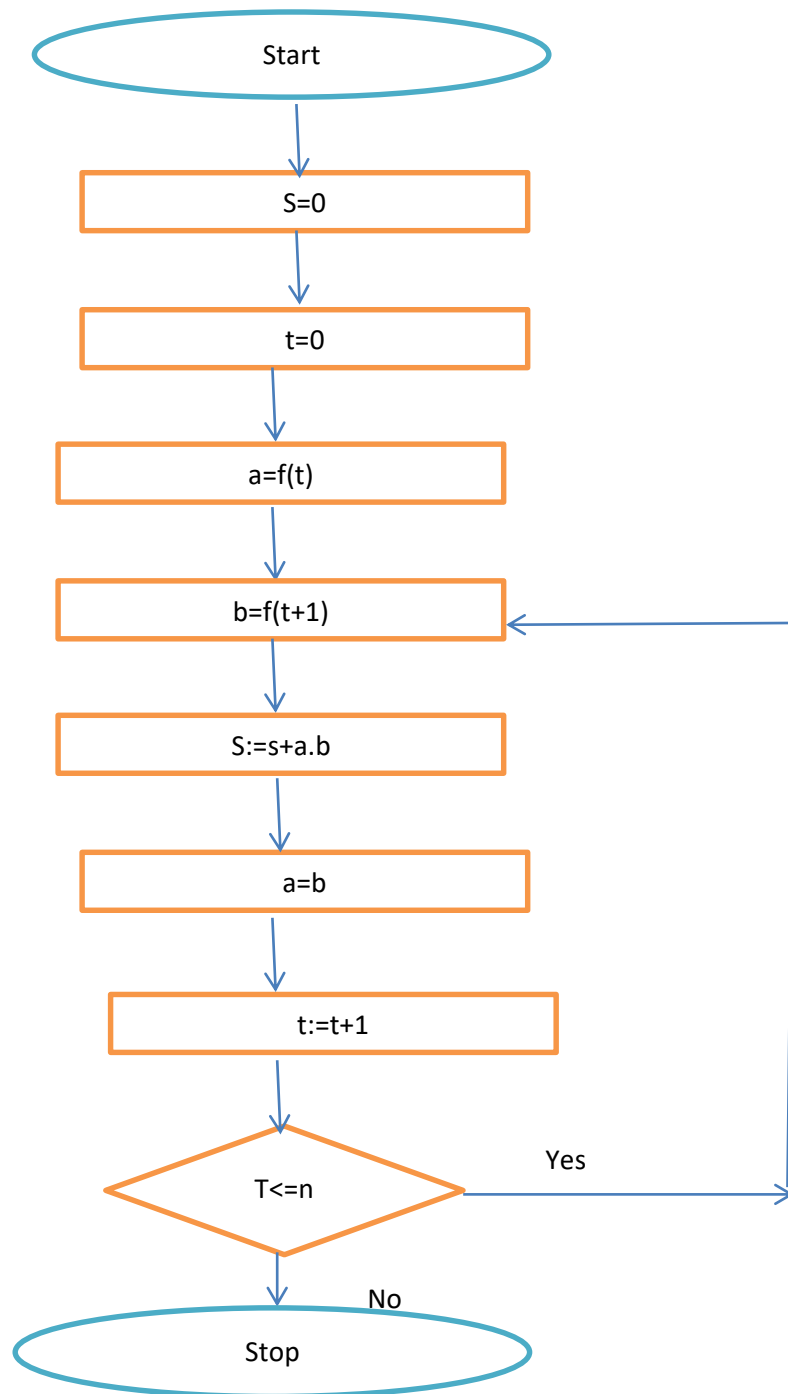 Start
S=0
t=0
a=f(t)
b=f(t+1)
S:=s+a.b
a=b
t:=t+1
T<=n
Yes
No
Stop